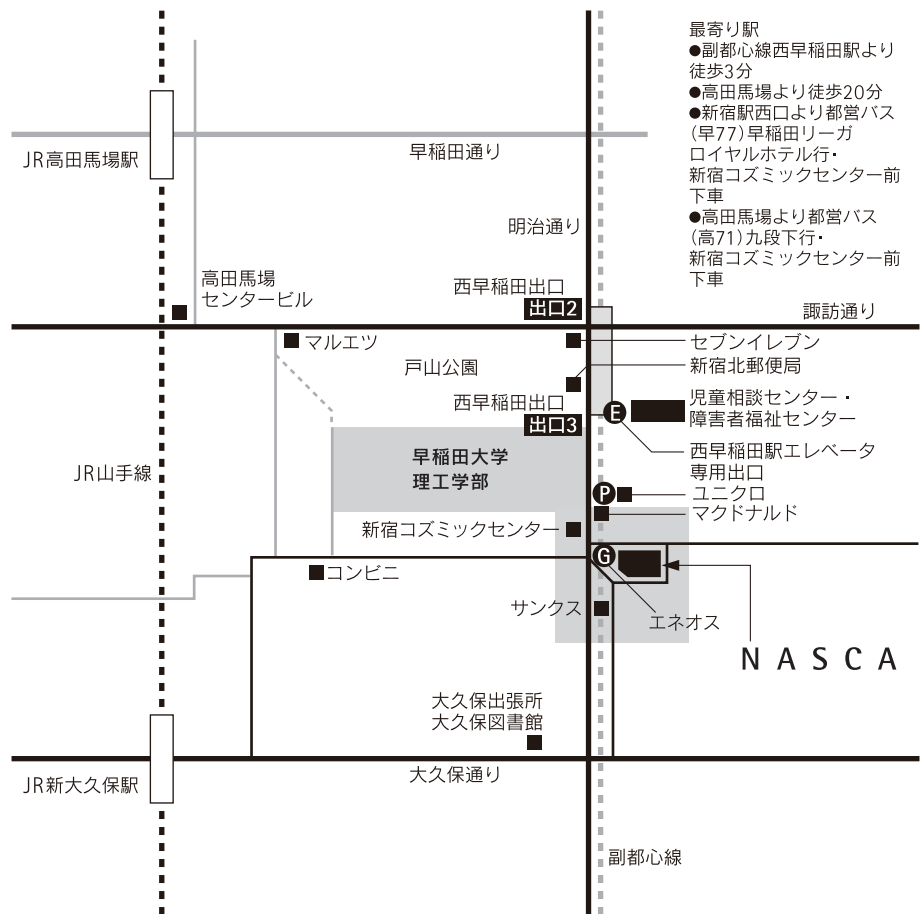 最寄り駅
●副都心線西早稲田駅より
徒歩3分
●高田馬場より徒歩20分
●新宿駅西口より都営バス
(早77)早稲田リーガ
ロイヤルホテル行・
新宿コズミックセンター前
下車
●高田馬場より都営バス
(高71)九段下行・
新宿コズミックセンター前
下車
JR高田馬場駅
早稲田通り
明治通り
高田馬場
センタービル
西早稲田出口
出口2
諏訪通り
マルエツ
セブンイレブン
戸山公園
新宿北郵便局
西早稲田出口
出口3
E
児童相談センター・
障害者福祉センター
早稲田大学
理工学部
西早稲田駅エレベータ
専用出口
JR山手線
P
ユニクロ
マクドナルド
新宿コズミックセンター
G
コンビニ
サンクス
エネオス
NASCA
大久保出張所
大久保図書館
JR新大久保駅
大久保通り
副都心線